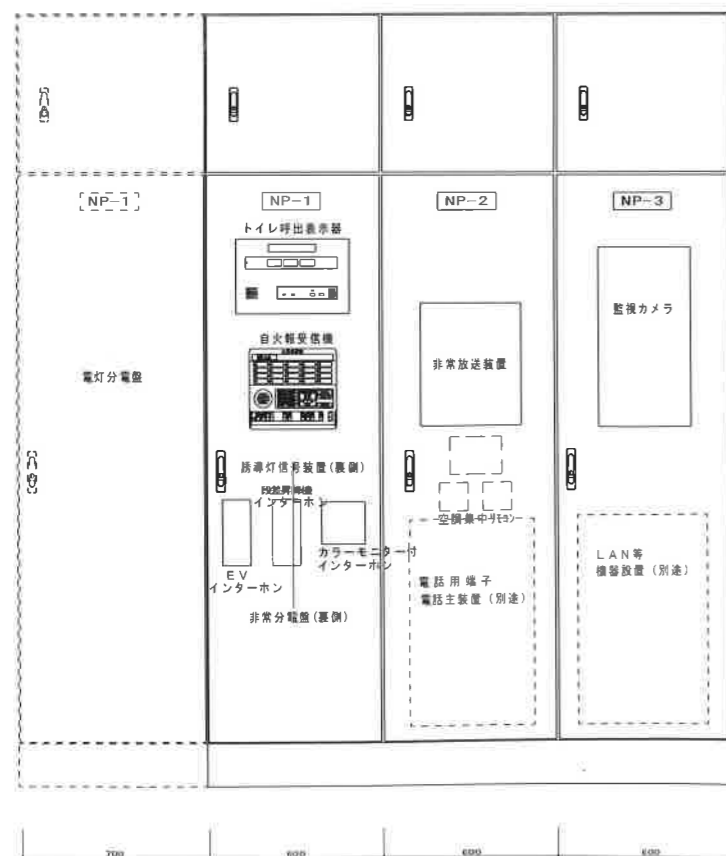 NP-1
NP-1
NP-2
NP-3
トイレ呼出表示器
監視カメラ
自火報受信機
非常放送装置
電灯分電盤
誘導灯信号装置(裏側)
段差昇降機
インターホン
空調集中リモコン
カラーモニター付
インターホン
EV
インターホン
LAN等
機器設置(別途)
電話用端子
電話主装置(別途)
非常分電盤(裏側)
700
600
600
600